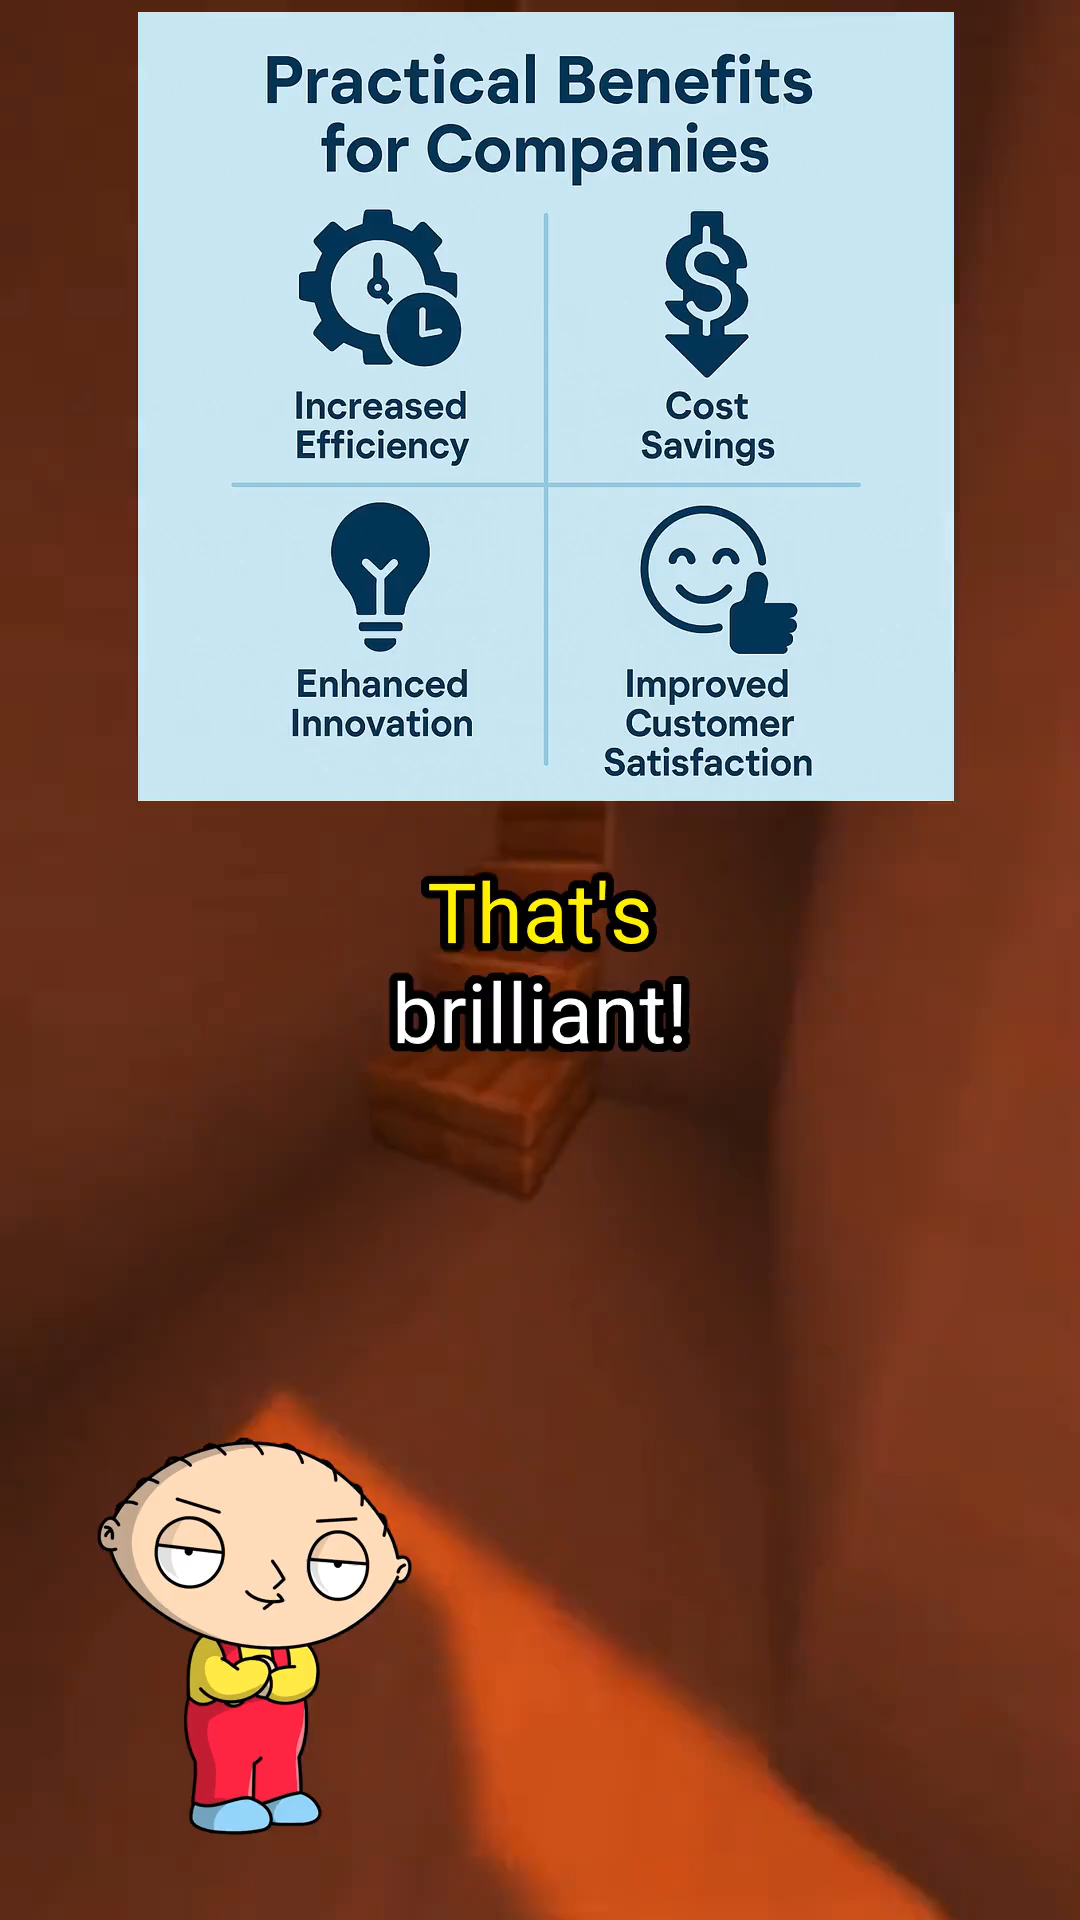 Practical Benefits
for Companies
Increased
Efficiency
Cost
Savings
Enhanced
Innovation
Improved
Customer
Satisfaction
That's
brilliant!